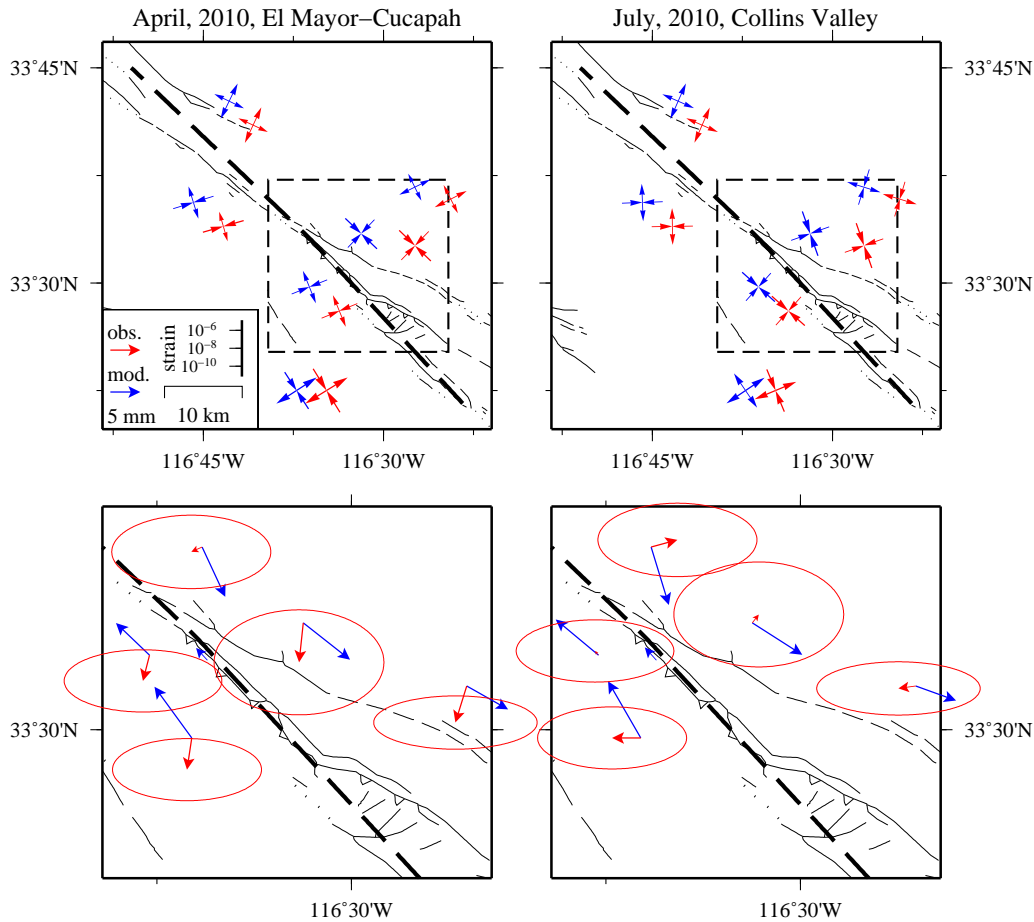 April, 2010, El Mayor−Cucapah
July, 2010, Collins Valley
33˚45'N
33˚45'N
33˚30'N
33˚30'N
obs.
mod.
5 mm
strain
10⁻⁶
10⁻⁸
10⁻¹⁰
10 km
116˚45'W
116˚30'W
116˚45'W
116˚30'W
33˚30'N
33˚30'N
116˚30'W
116˚30'W